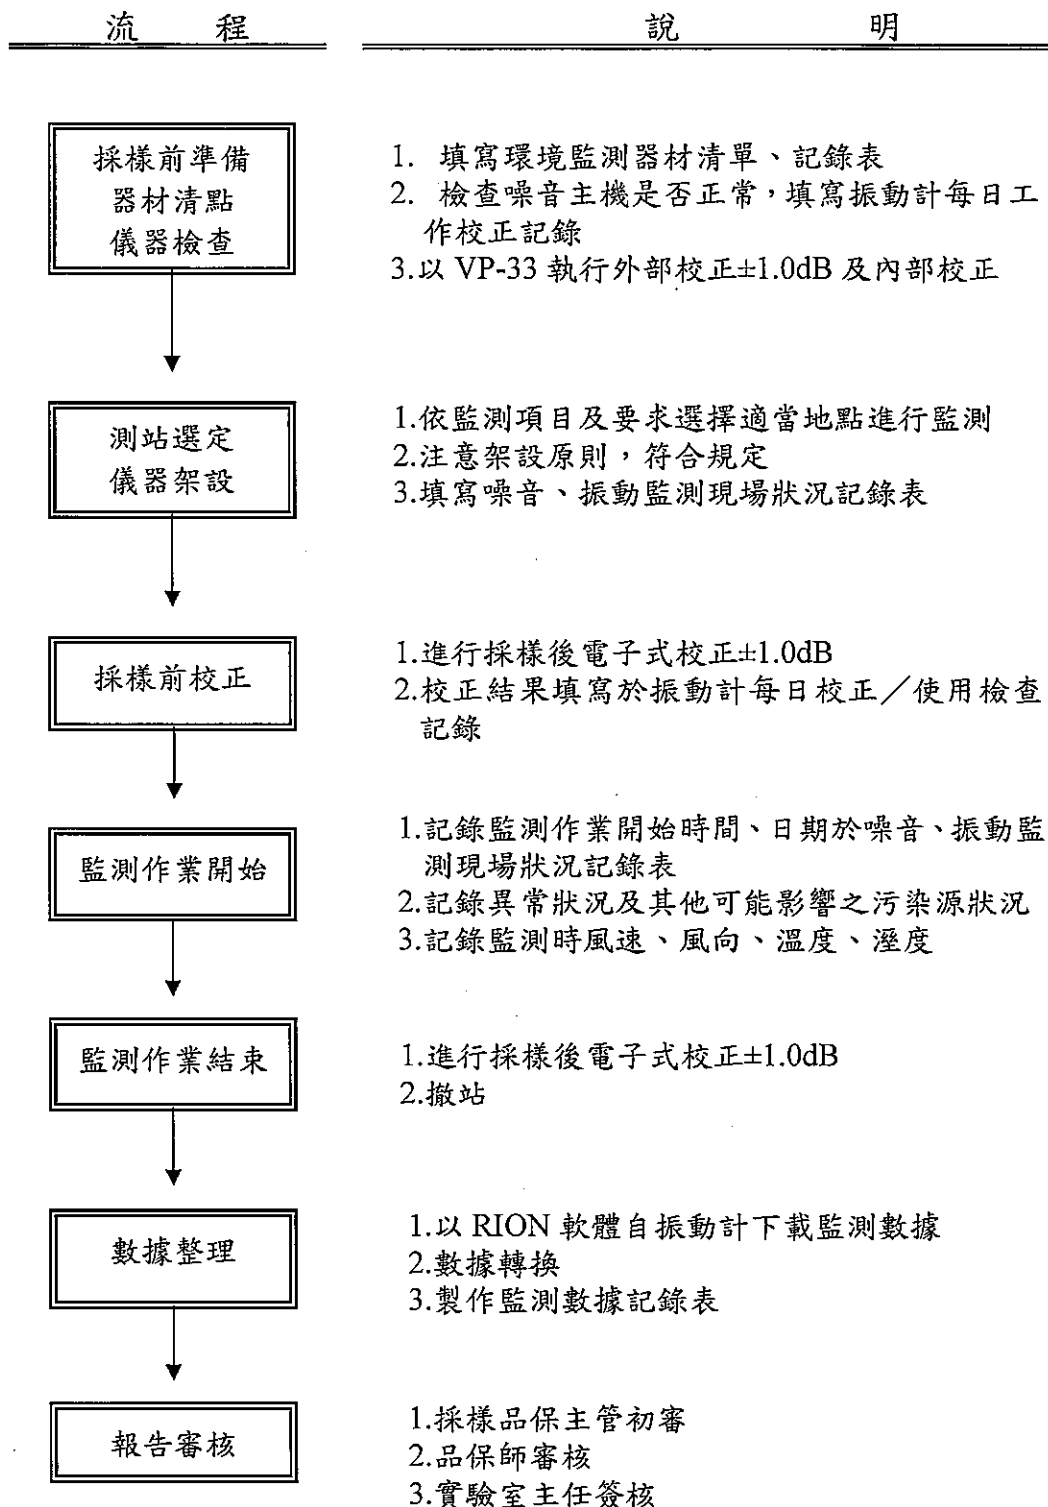 流 程 說 明
採樣前準備
器材清點
儀器檢查
1. 填寫環境監測器材清單、記錄表
2. 檢查噪音主機是否正常，填寫振動計每日工
作校正記錄
3.以 VP-33 執行外部校正±1.0dB 及內部校正
測站選定
儀器架設
1.依監測項目及要求選擇適當地點進行監測
2.注意架設原則，符合規定
3.填寫噪音、振動監測現場狀況記錄表
採樣前校正
1.進行採樣後電子式校正±1.0dB
2.校正結果填寫於振動計每日校正／使用檢查
記錄
監測作業開始
1.記錄監測作業開始時間、日期於噪音、振動監
測現場狀況記錄表
2.記錄異常狀況及其他可能影響之污染源狀況
3.記錄監測時風速、風向、溫度、溼度
監測作業結束
1.進行採樣後電子式校正±1.0dB
2.撤站
數據整理
1.以 RION 軟體自振動計下載監測數據
2.數據轉換
3.製作監測數據記錄表
報告審核
1.採樣品保主管初審
2.品保師審核
3.實驗室主任簽核